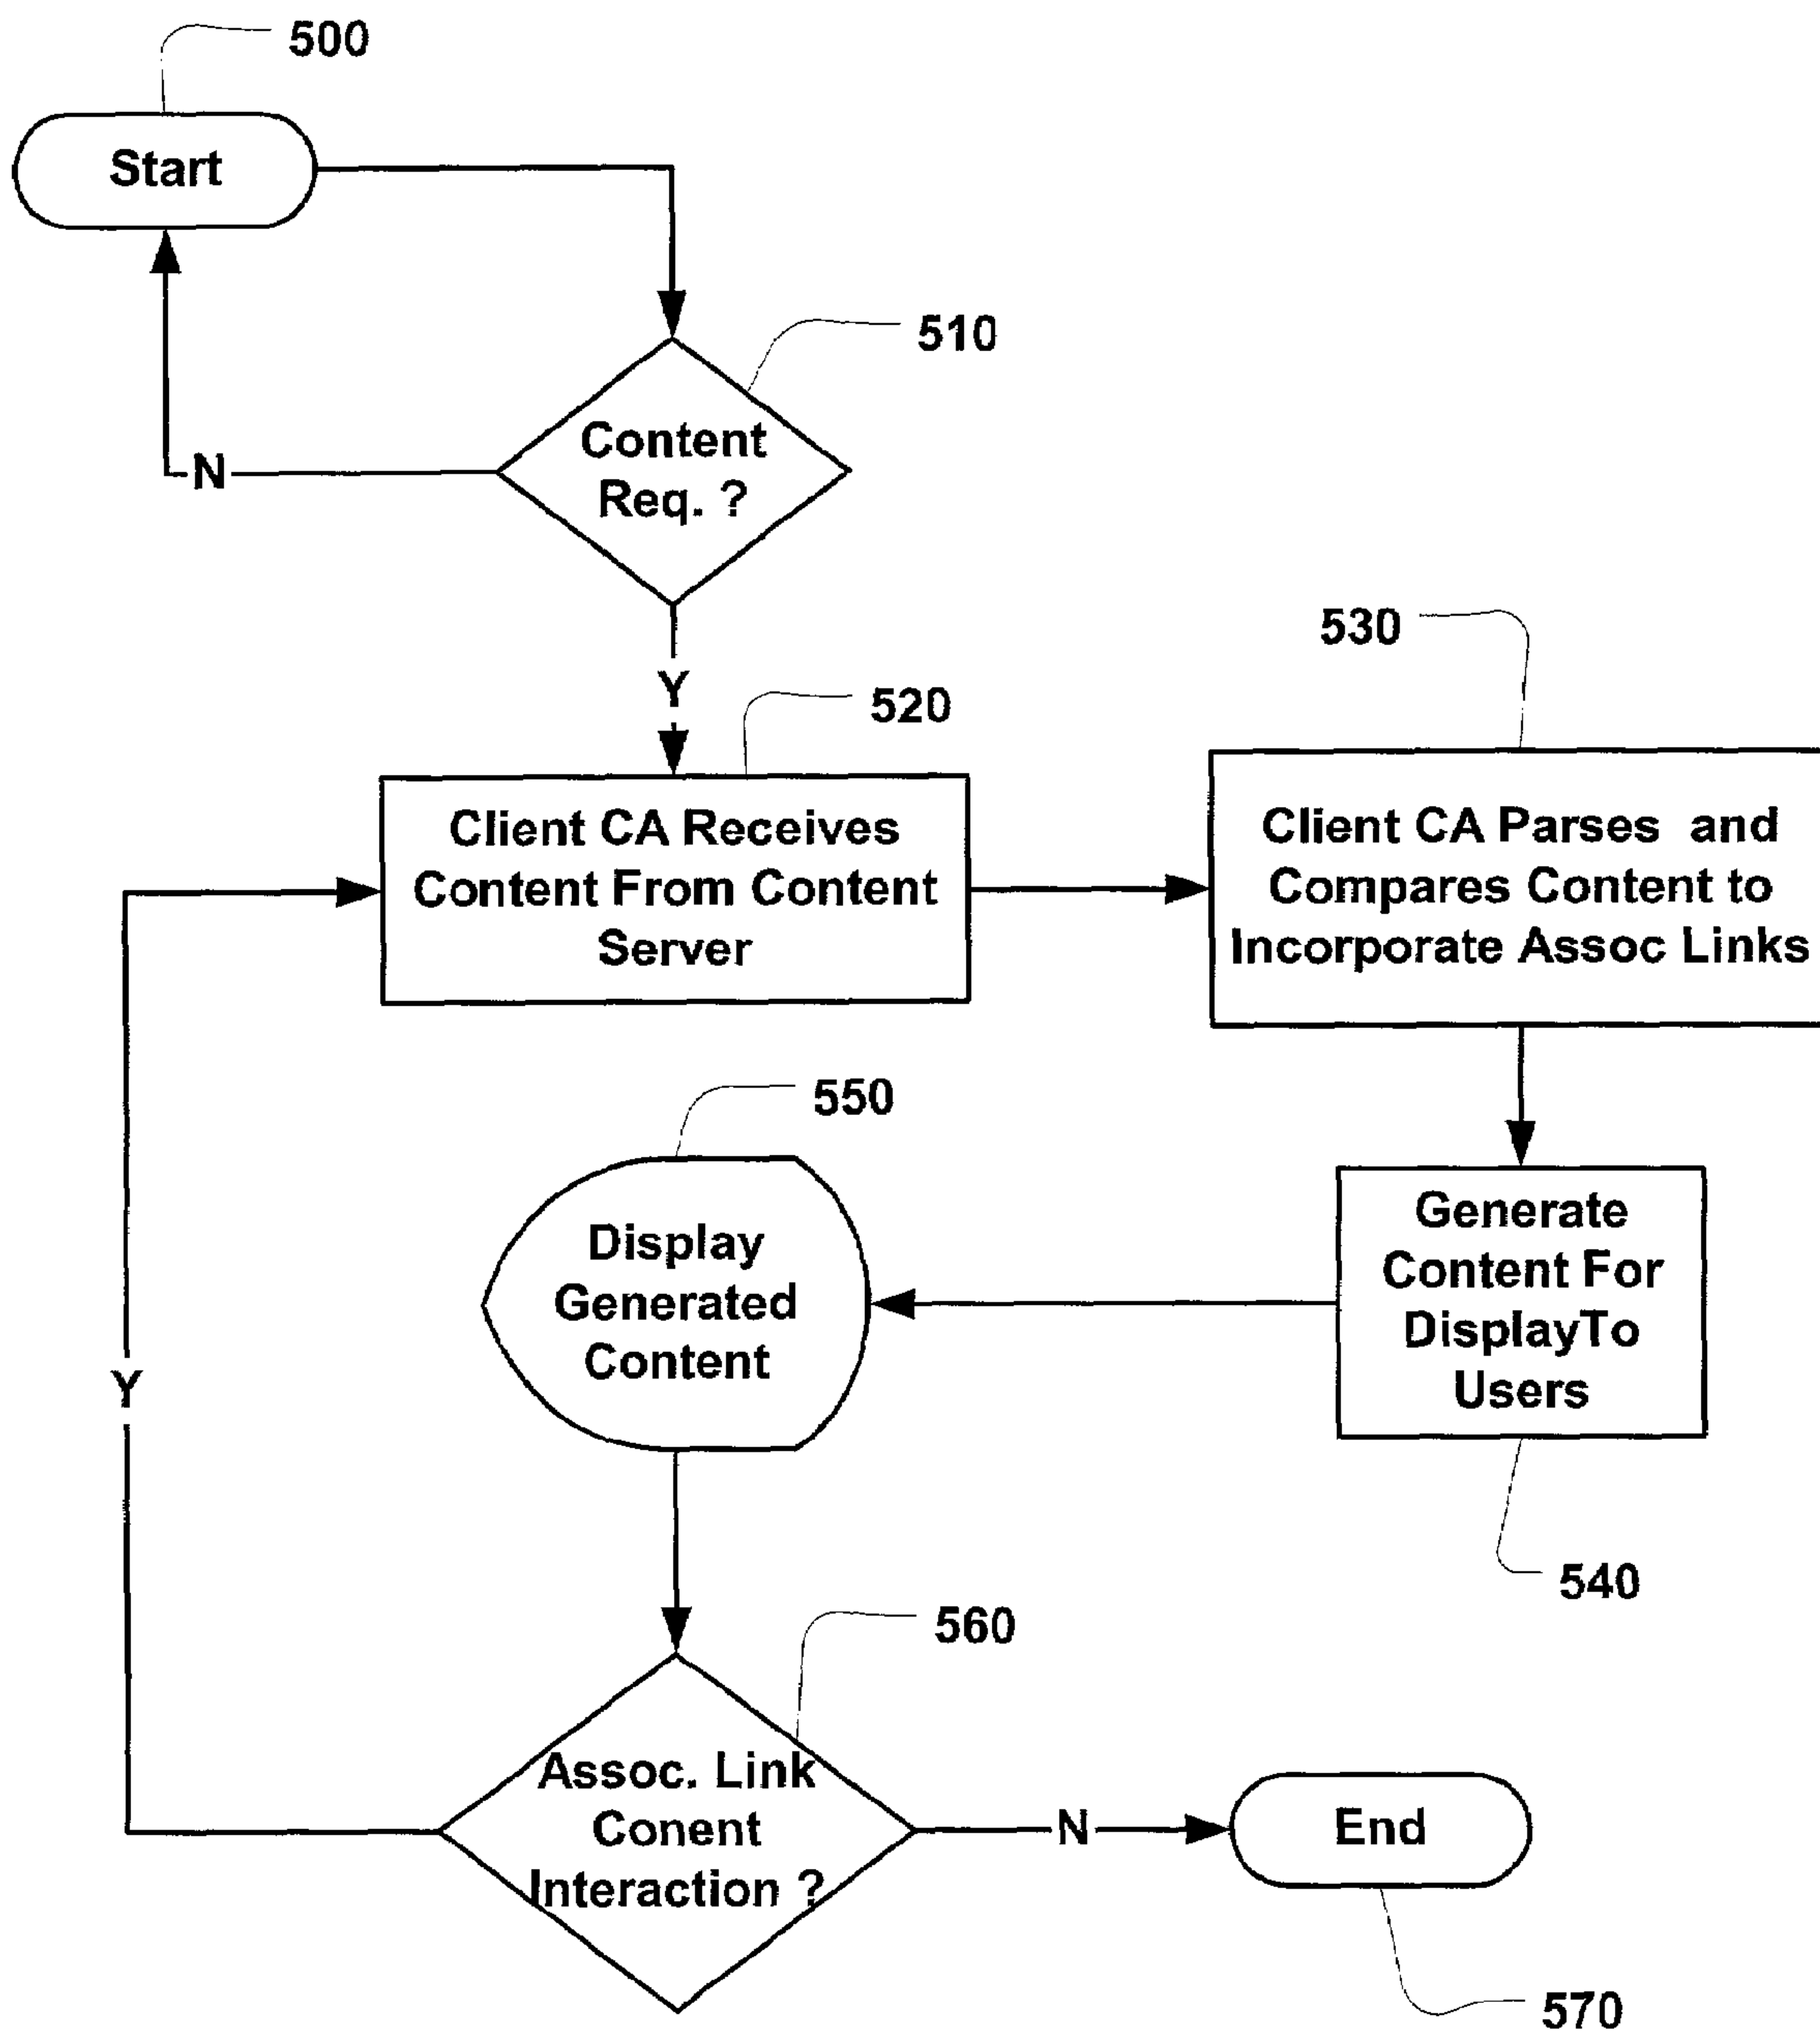 500
Start
510
Content
Req. ?
N
Y
530
520
Client CA Receives
Content From Content
Server
Client CA Parses and
Compares Content to
Incorporate Assoc Links
550
Display
Generated
Content
Generate
Content For
DisplayTo
Users
Y
540
560
Assoc. Link
Conent
Interaction ?
N
End
570